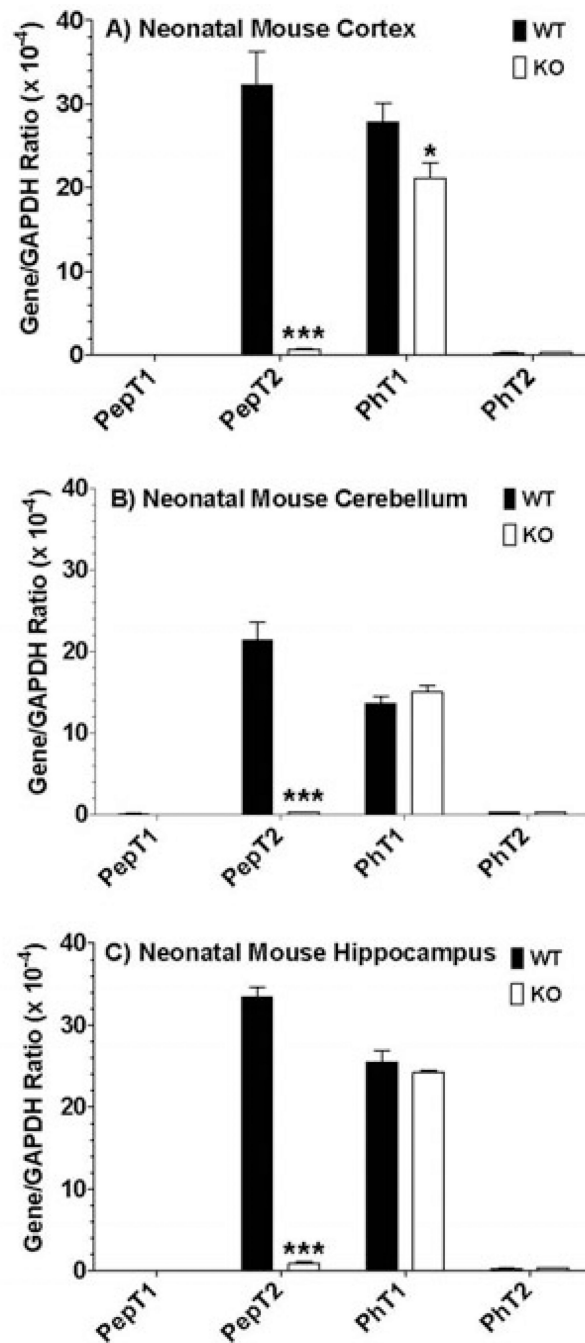 A) Neonatal Mouse Cortex
WT
KO
Gene/GAPDH Ratio (x 10-4)
40
30
20
10
0
***
*
PepT1
PepT2
PhT1
PhT2
B) Neonatal Mouse Cerebellum
WT
KO
Gene/GAPDH Ratio (x 10-4)
40
30
20
10
0
***
PepT1
PepT2
PhT1
PhT2
C) Neonatal Mouse Hippocampus
WT
KO
Gene/GAPDH Ratio (x 10-4)
40
30
20
10
0
***
PepT1
PepT2
PhT1
PhT2